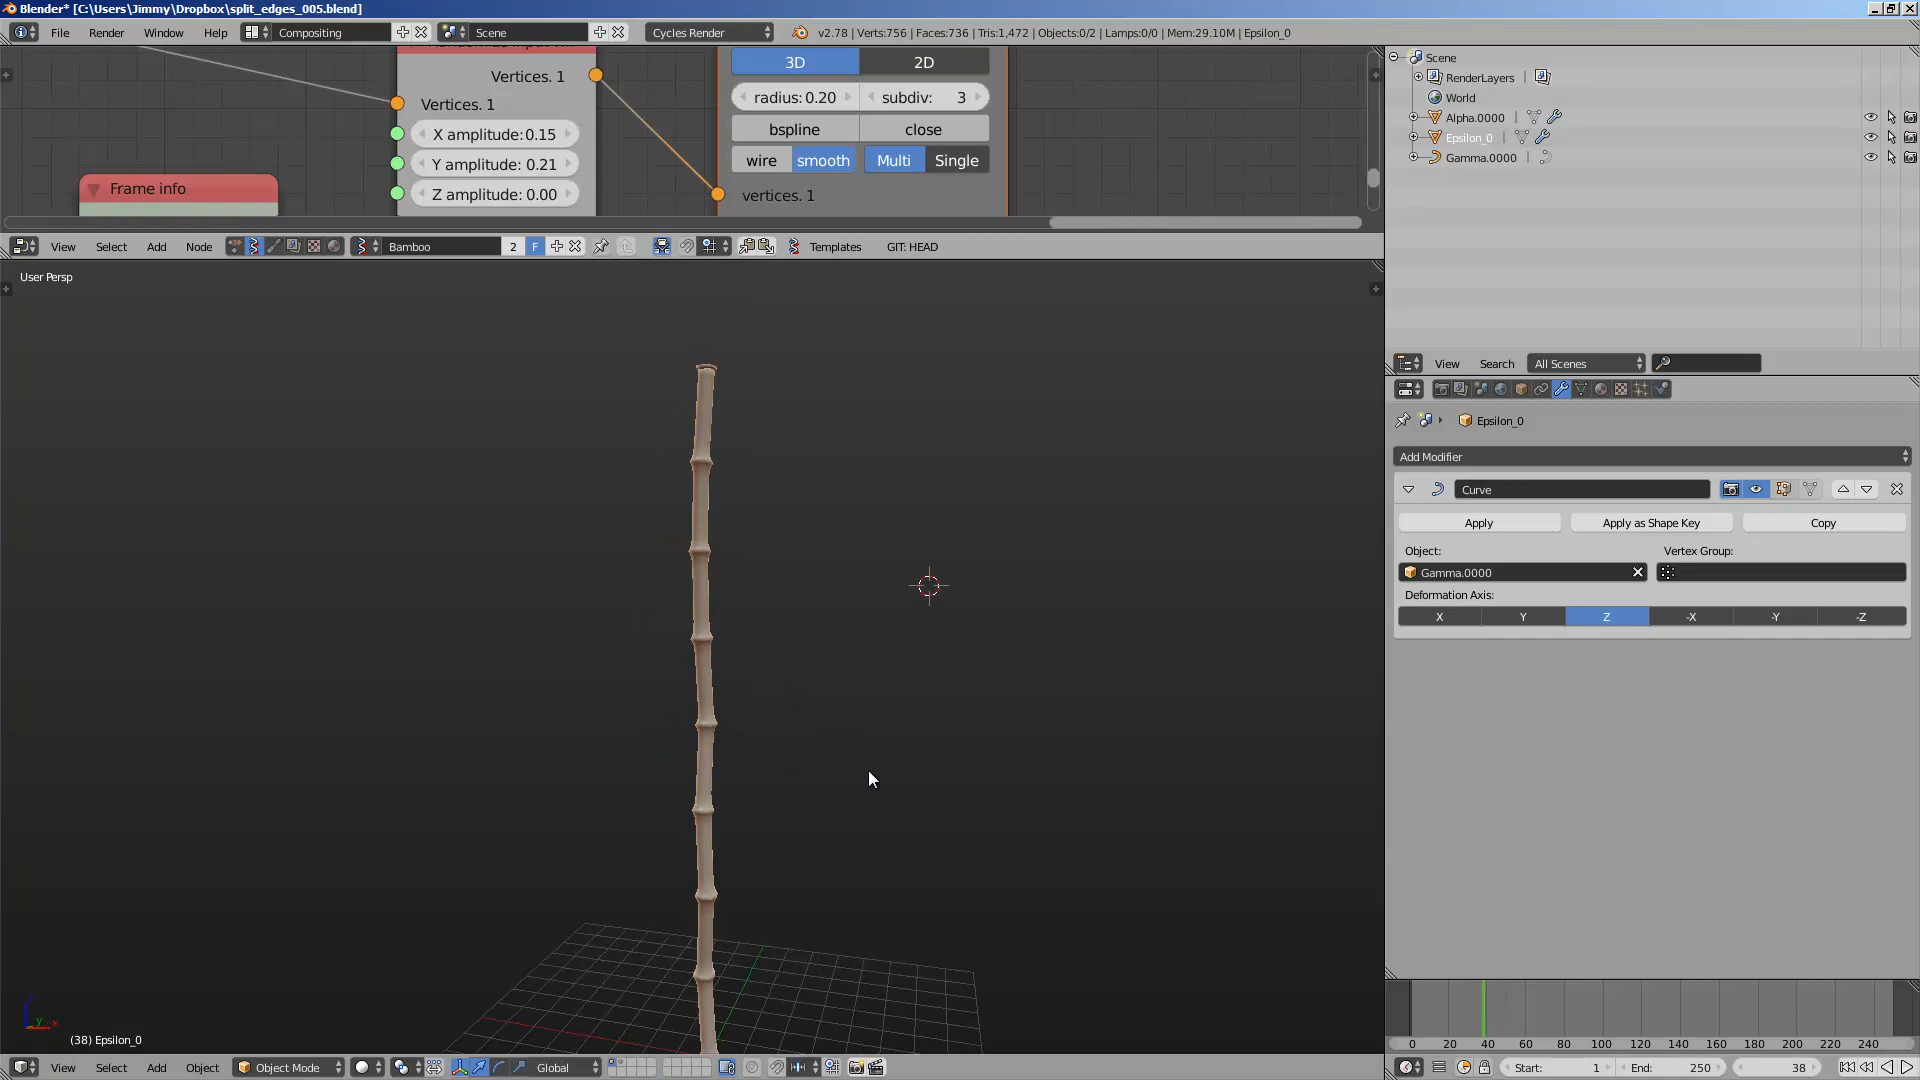 Blender* [C:\Users\Jimmy\Dropbox\split_edges_005.blend]
File Render Window Help Compositing Scene Cycles Render v2.78 | Verts:756 | Faces:736 | Tris:1,472 | Objects:0/2 | Lamps:0/0 | Mem:29.10M | Epsilon_0
Vertices. 1
Vertices. 1
X amplitude: 0.15
Y amplitude: 0.21
Z amplitude: 0.00
Frame info
3D 2D
radius: 0.20 subdiv: 3
bspline close
wire smooth Multi Single
vertices. 1
View Select Add Node Bamboo 2 F Templates GIT: HEAD
User Persp
(38) Epsilon_0
View Select Add Object Object Mode Global
Scene
RenderLayers
World
Alpha.0000
Epsilon_0
Gamma.0000
View Search All Scenes
Epsilon_0
Add Modifier
Curve
Apply Apply as Shape Key Copy
Object: Vertex Group:
Gamma.0000
Deformation Axis:
X Y Z -X -Y -Z
0 20 40 60 80 100 120 140 160 180 200 220 240
Start: 1 End: 250 38